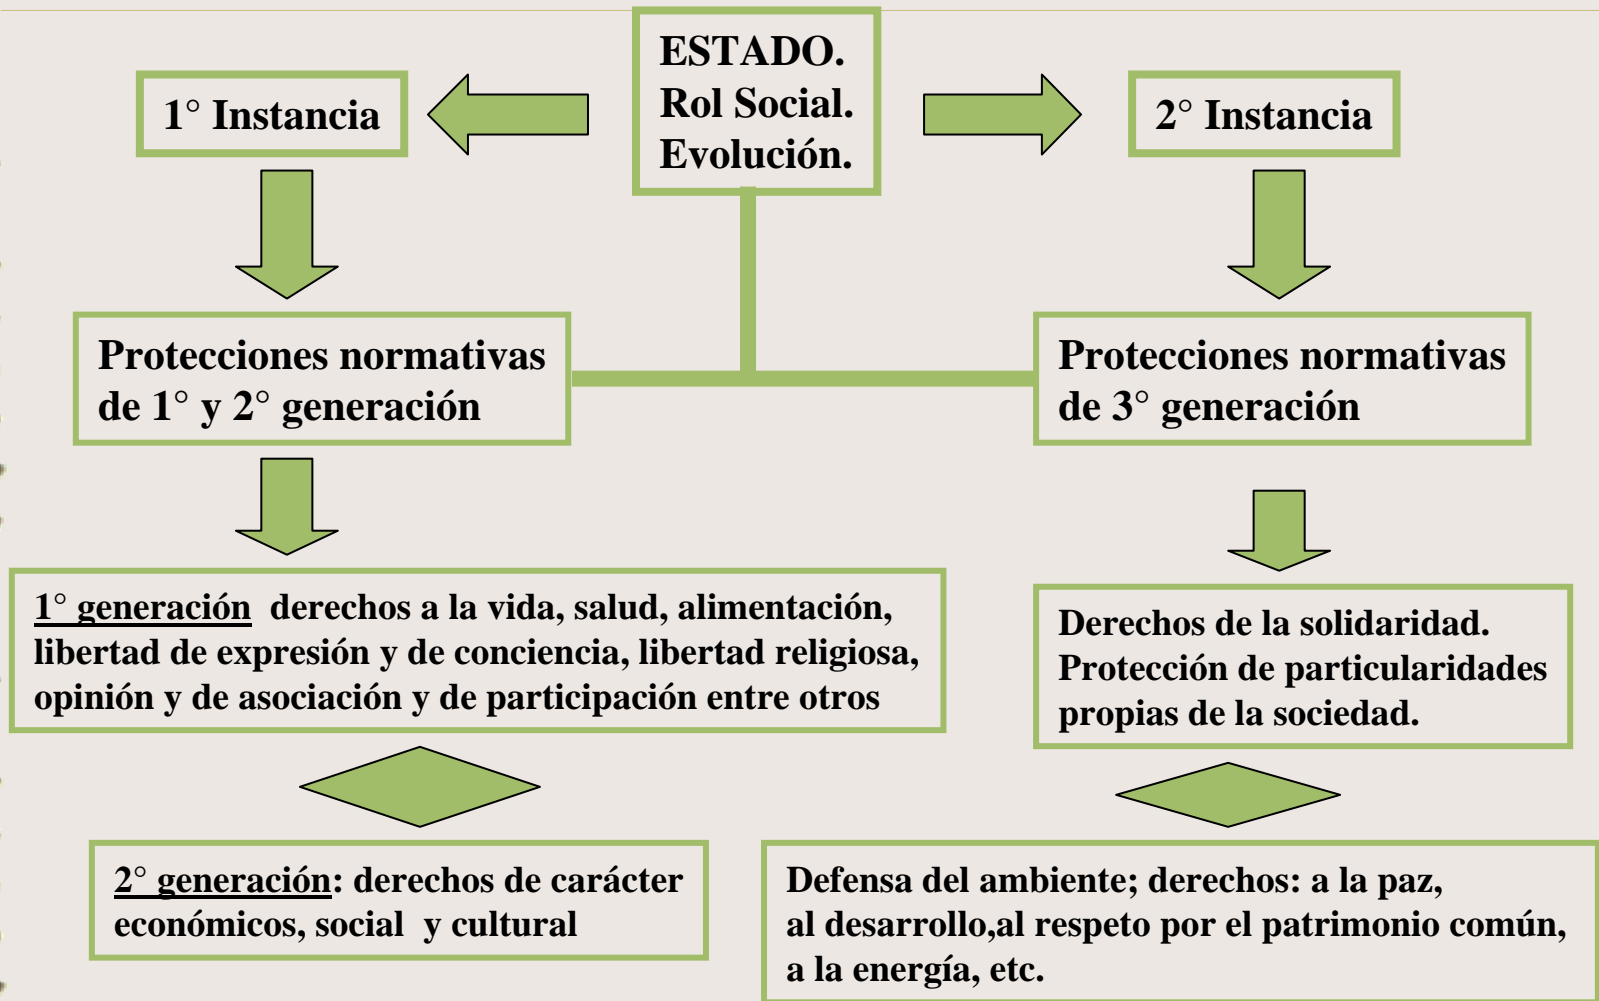 ESTADO.
Rol Social.
Evolución.
1° Instancia
2° Instancia
Protecciones normativas
de 1° y 2° generación
Protecciones normativas
de 3° generación
1° generación  derechos a la vida, salud, alimentación,
libertad de expresión y de conciencia, libertad religiosa,
opinión y de asociación y de participación entre otros
Derechos de la solidaridad.
Protección de particularidades
propias de la sociedad.
2° generación: derechos de carácter
económicos, social  y cultural
Defensa del ambiente; derechos: a la paz,
al desarrollo,al respeto por el patrimonio común,
a la energía, etc.